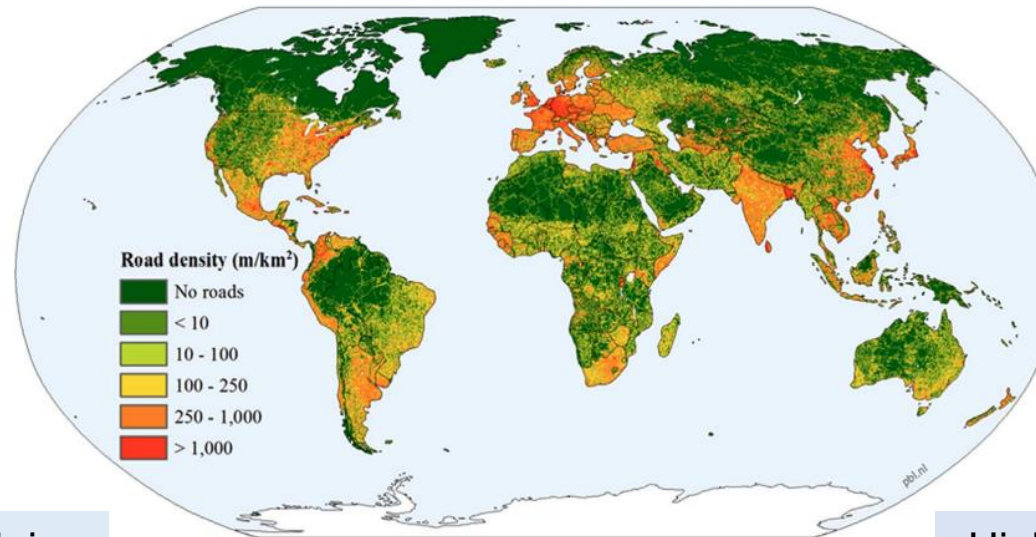 Road density (m/km²)
No roads
< 10
10 - 100
100 - 250
250 - 1,000
> 1,000
pbl.nl